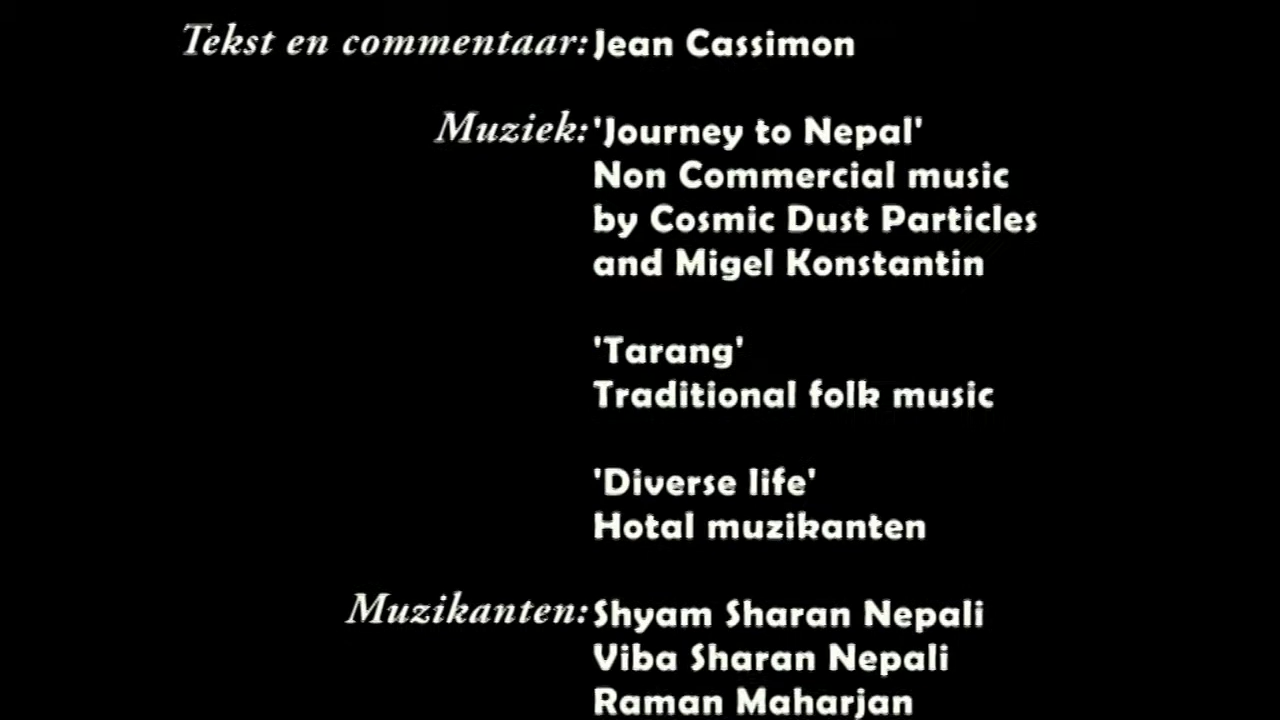 Tekst en commentaar: Jean Cassimon
Muziek: 'Journey to Nepal'
Non Commercial music
by Cosmic Dust Particles
and Migel Konstantin
'Tarang'
Traditional folk music
'Diverse life'
Hotal muzikanten
Muzikanten: Shyam Sharan Nepali
Viba Sharan Nepali
Raman Maharjan